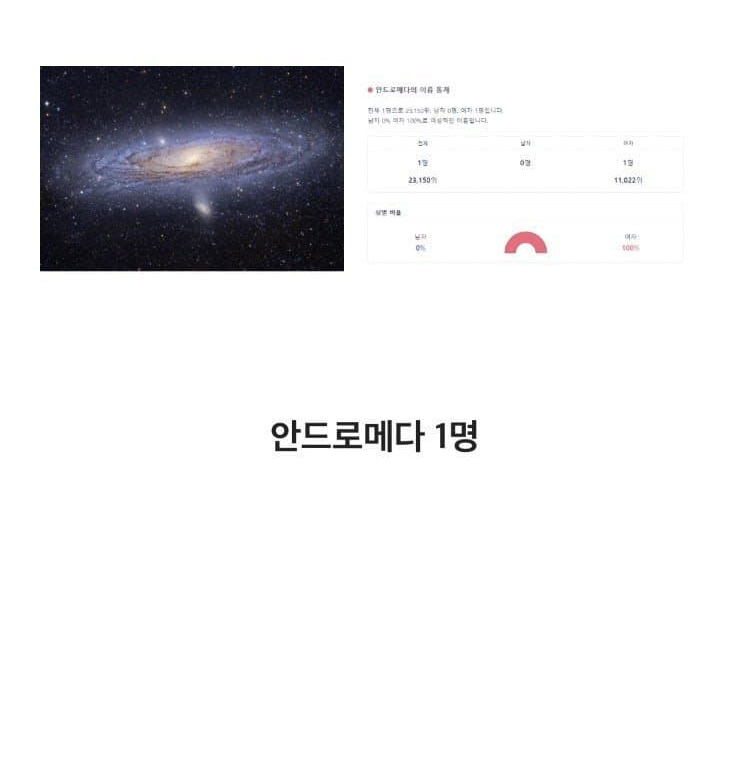 안드로메다의 이름 통계
전체 1명으로 23,150위, 남자 0명, 여자 1명입니다.
남자 0% 여자 100%로 여성적인 이름입니다.
전체 남자 여자
1명 0명 1명
23,150위 11,022위
성별 비율
남자 여자
0% 100%
안드로메다 1명